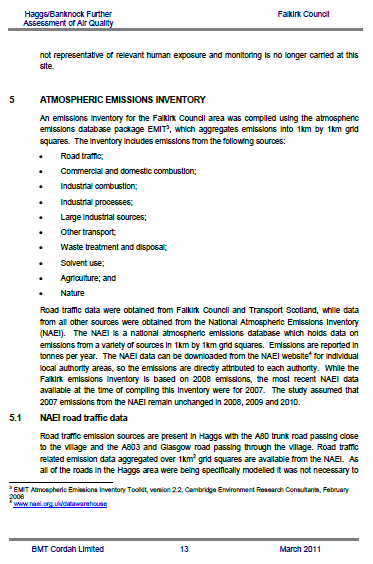 Haggs/Banknock Further Falkirk Council
Assessment of Air Quality
not representative of relevant human exposure and monitoring is no longer carried at this
site.
5 ATMOSPHERIC EMISSIONS INVENTORY
An emissions inventory for the Falkirk Council area was compiled using the atmospheric
emissions database package EMIT³, which aggregates emissions into 1km by 1km grid
squares. The inventory includes emissions from the following sources:
• Road traffic;
• Commercial and domestic combustion;
• Industrial combustion;
• Industrial processes;
• Large industrial sources;
• Other transport;
• Waste treatment and disposal;
• Solvent use;
• Agriculture; and
• Nature
Road traffic data were obtained from Falkirk Council and Transport Scotland, while data
from all other sources were obtained from the National Atmospheric Emissions Inventory
(NAEI). The NAEI is a national atmospheric emissions database which holds data on
emissions from a variety of sources in 1km by 1km grid squares. Emissions are reported in
tonnes per year. The NAEI data can be downloaded from the NAEI website⁴ for individual
local authority areas, so the emissions are directly attributed to each authority. While the
Falkirk emissions inventory is based on 2008 emissions, the most recent NAEI data
available at the time of compiling this inventory were for 2007. The study assumed that
2007 emissions from the NAEI remain unchanged in 2008, 2009 and 2010.
5.1 NAEI road traffic data
Road traffic emission sources are present in Haggs with the A80 trunk road passing close
to the village and the A803 and Glasgow road passing through the village. Road traffic
related emission data aggregated over 1km² grid squares are available from the NAEI. As
all of the roads in the Haggs area were being specifically modelled it was not necessary to
³ EMIT Atmospheric Emissions Inventory Toolkit, version 2.2, Cambridge Environment Research Consultants, February
2006
⁴ www.naei.org.uk/datawarehouse
BMT Cordah Limited 13 March 2011